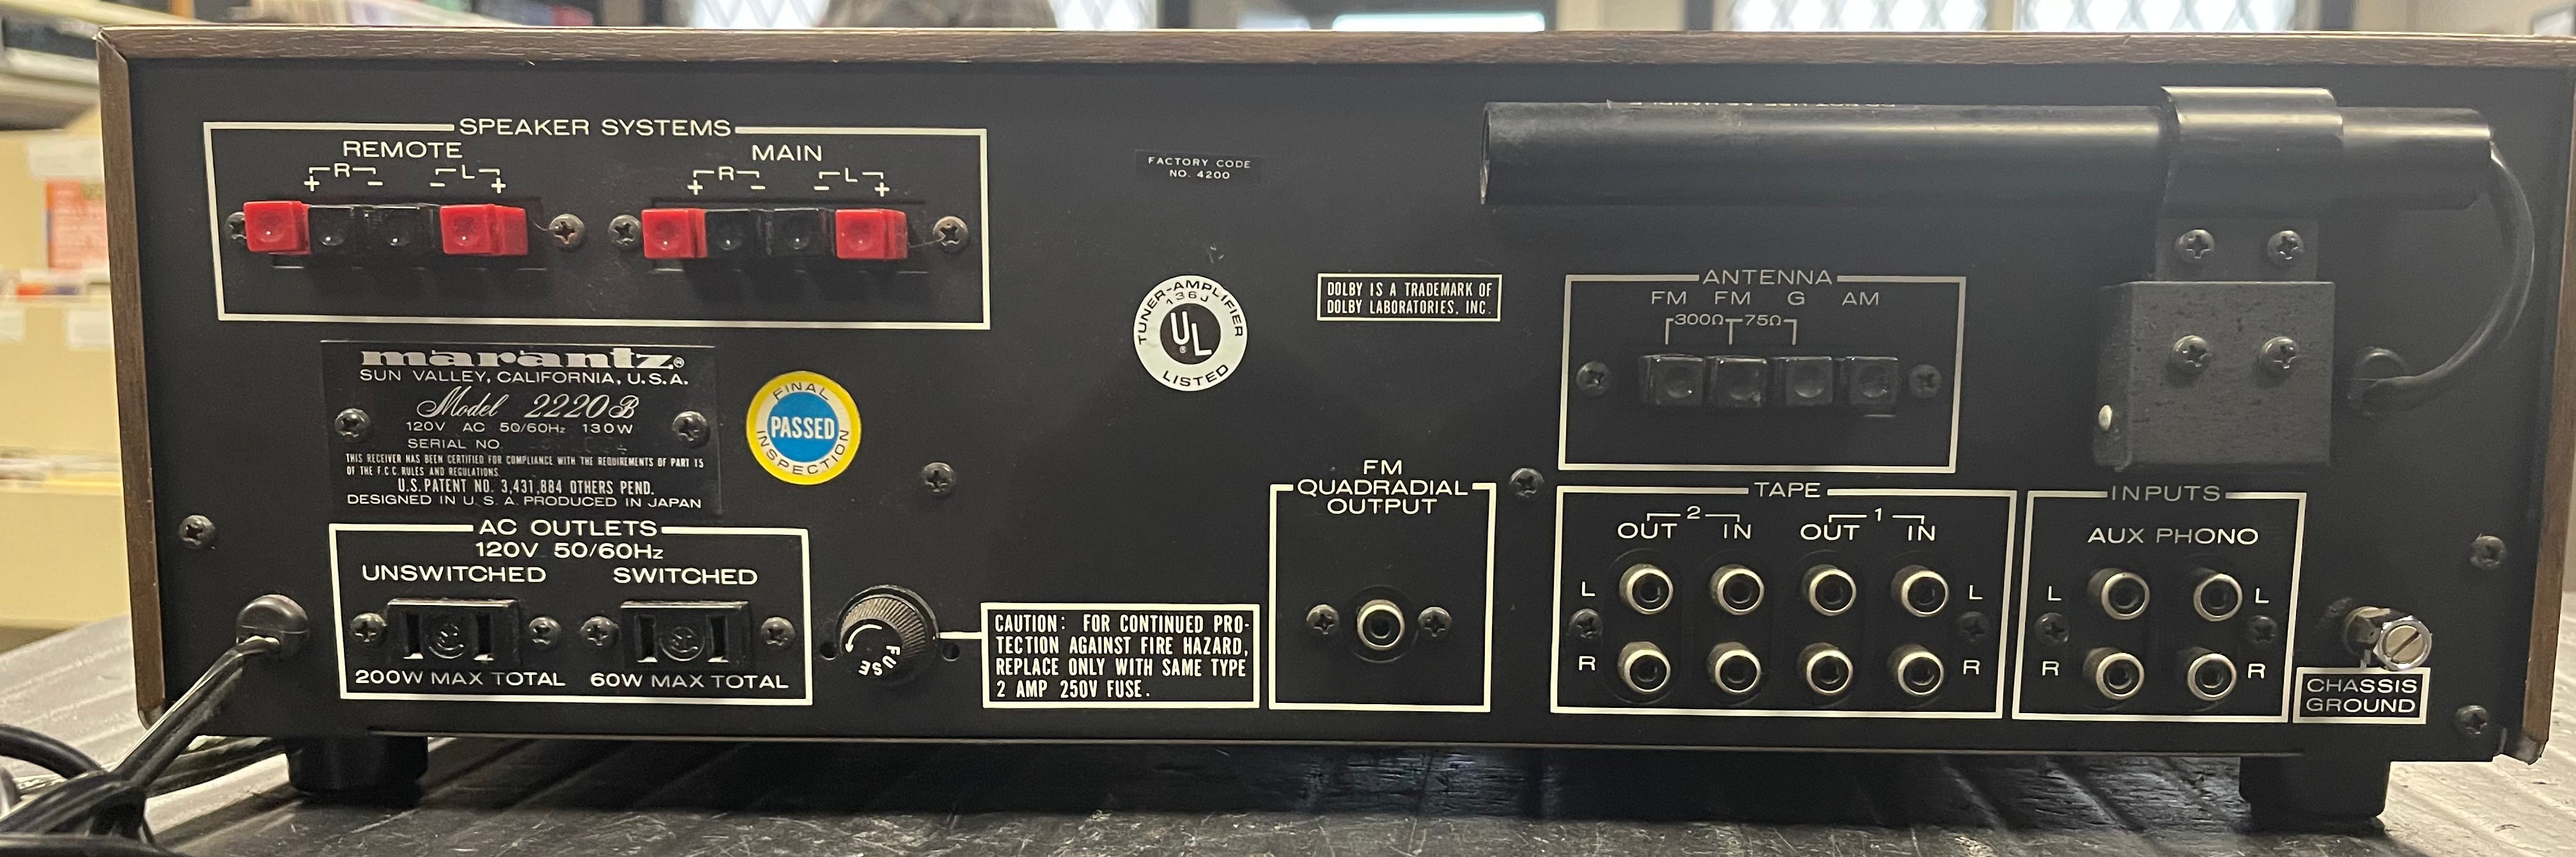 SPEAKER SYSTEMS
REMOTE
+ R - - L +
MAIN
+ R - - L +
FACTORY CODE
NO. 4200
marantz®
SUN VALLEY, CALIFORNIA, U.S.A.
Model 2220B
120V AC 50/60Hz 130W
SERIAL NO.
THIS RECEIVER HAS BEEN CERTIFIED FOR COMPLIANCE WITH THE REQUIREMENTS OF PART 15
OF THE F.C.C. RULES AND REGULATIONS.
U.S. PATENT NO. 3,431,884 OTHERS PEND.
DESIGNED IN U.S.A. PRODUCED IN JAPAN
FINAL
PASSED
INSPECTION
TUNER-AMPLIFIER
136J
UL
®
LISTED
DOLBY IS A TRADEMARK OF
DOLBY LABORATORIES, INC.
ANTENNA
FM FM G AM
300Ω 75Ω
AC OUTLETS
120V 50/60Hz
UNSWITCHED SWITCHED
200W MAX TOTAL 60W MAX TOTAL
FUSE
CAUTION: FOR CONTINUED PRO-
TECTION AGAINST FIRE HAZARD,
REPLACE ONLY WITH SAME TYPE
2 AMP 250V FUSE.
FM
QUADRADIAL
OUTPUT
TAPE
2 1
OUT IN OUT IN
L L
R R
INPUTS
AUX PHONO
L L
R R
CHASSIS
GROUND